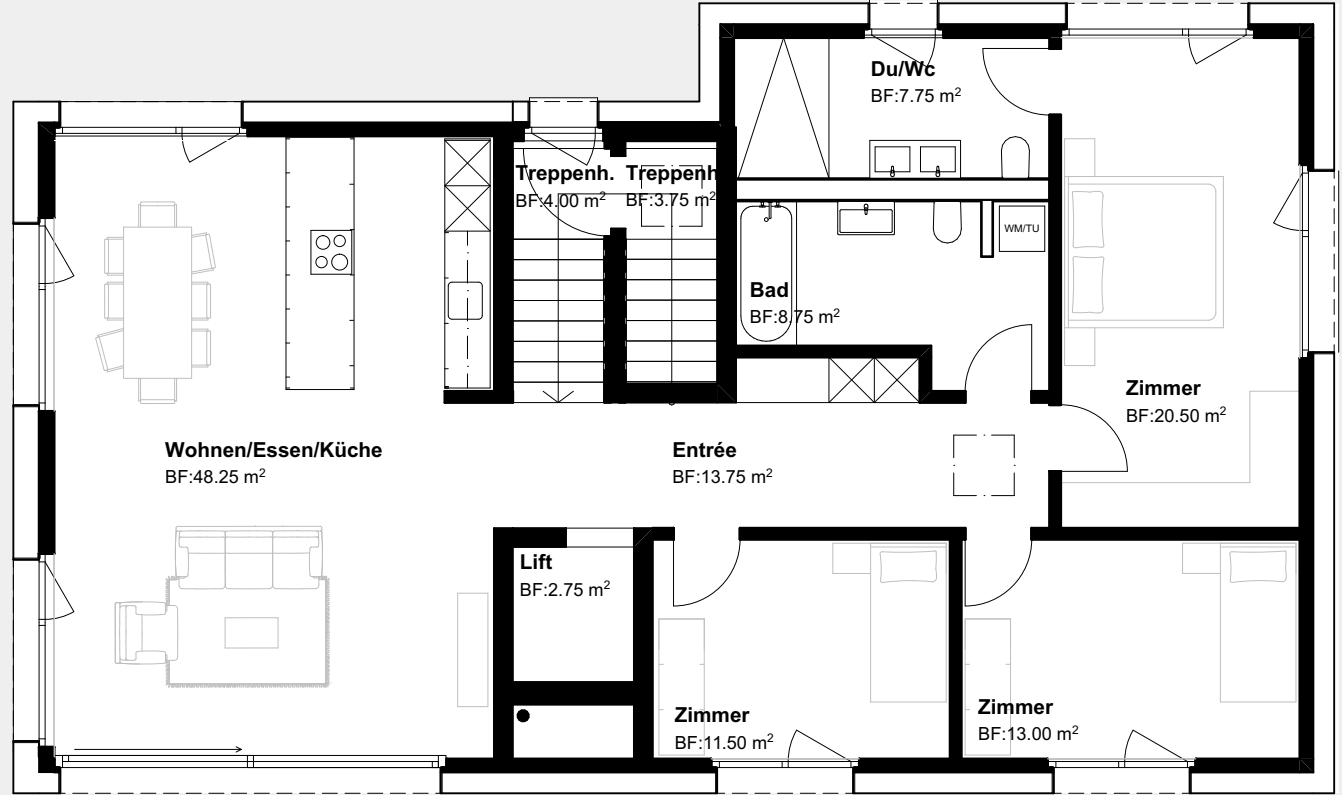 Du/Wc
BF:7.75 m²
Treppenh.
BF:4.00 m²
Treppenh
BF:3.75 m²
WM/TU
Bad
BF:8.75 m²
Zimmer
BF:20.50 m²
Wohnen/Essen/Küche
BF:48.25 m²
Entrée
BF:13.75 m²
Lift
BF:2.75 m²
Zimmer
BF:11.50 m²
Zimmer
BF:13.00 m²